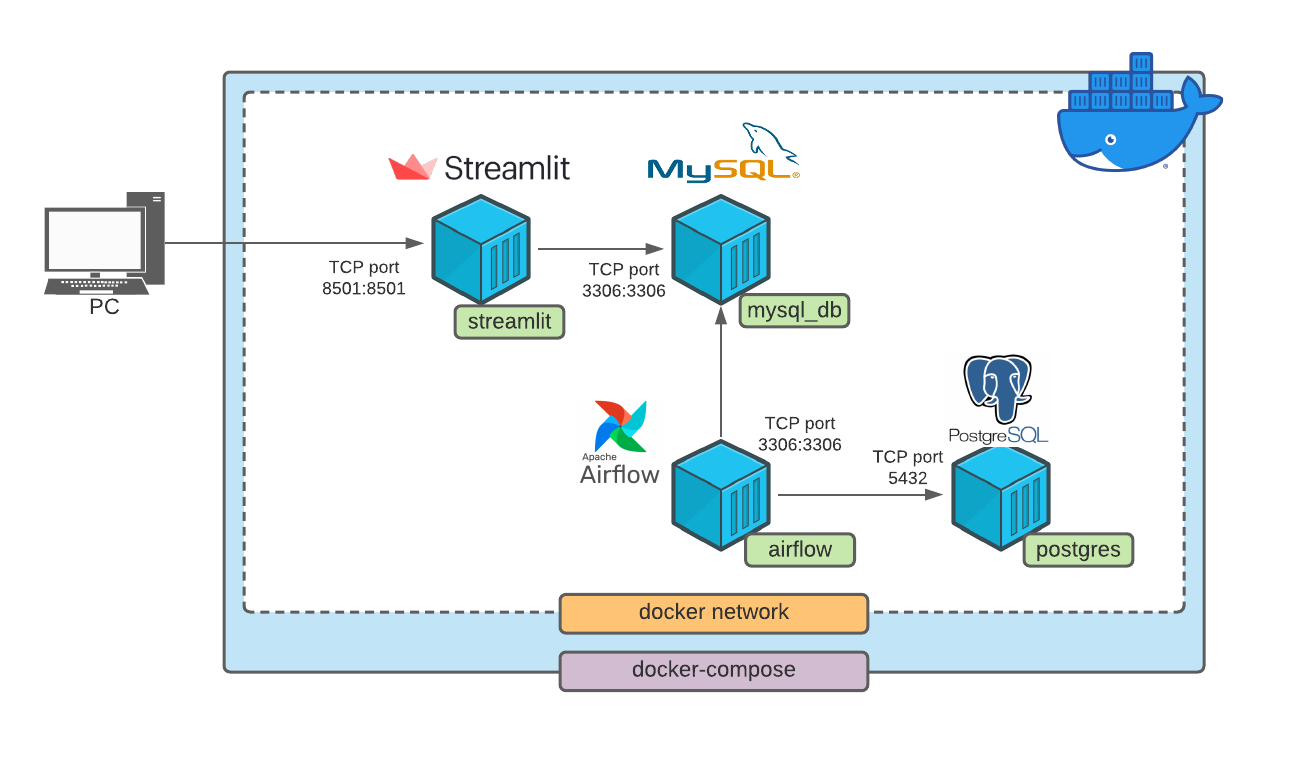 Streamlit
MySQL®
PC
TCP port
8501:8501
streamlit
TCP port
3306:3306
mysql_db
Apache
Airflow
TCP port
3306:3306
airflow
PostgreSQL
TCP port
5432
postgres
docker network
docker-compose